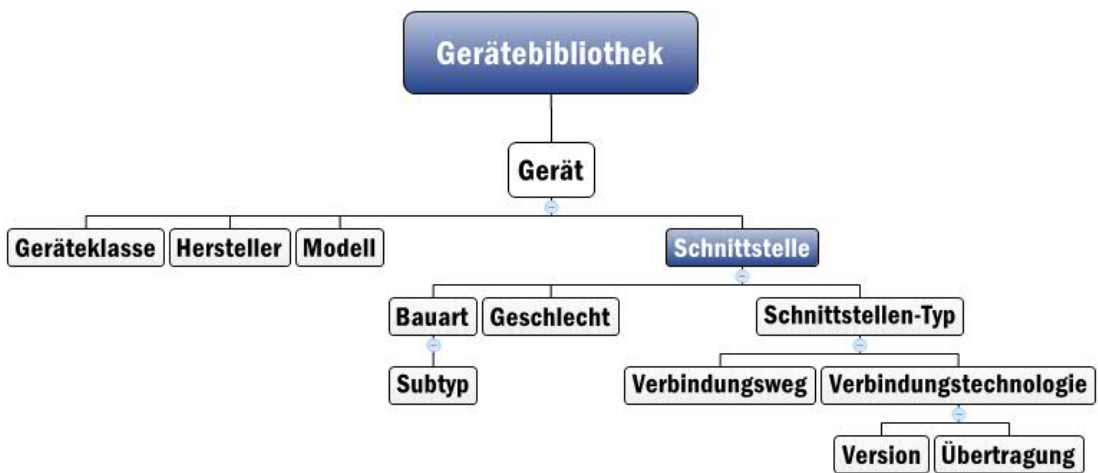 Gerätebibliothek
Gerät
Geräteklasse Hersteller Modell Schnittstelle
Bauart Geschlecht Schnittstellen-Typ
Subtyp Verbindungsweg Verbindungstechnologie
Version Übertragung